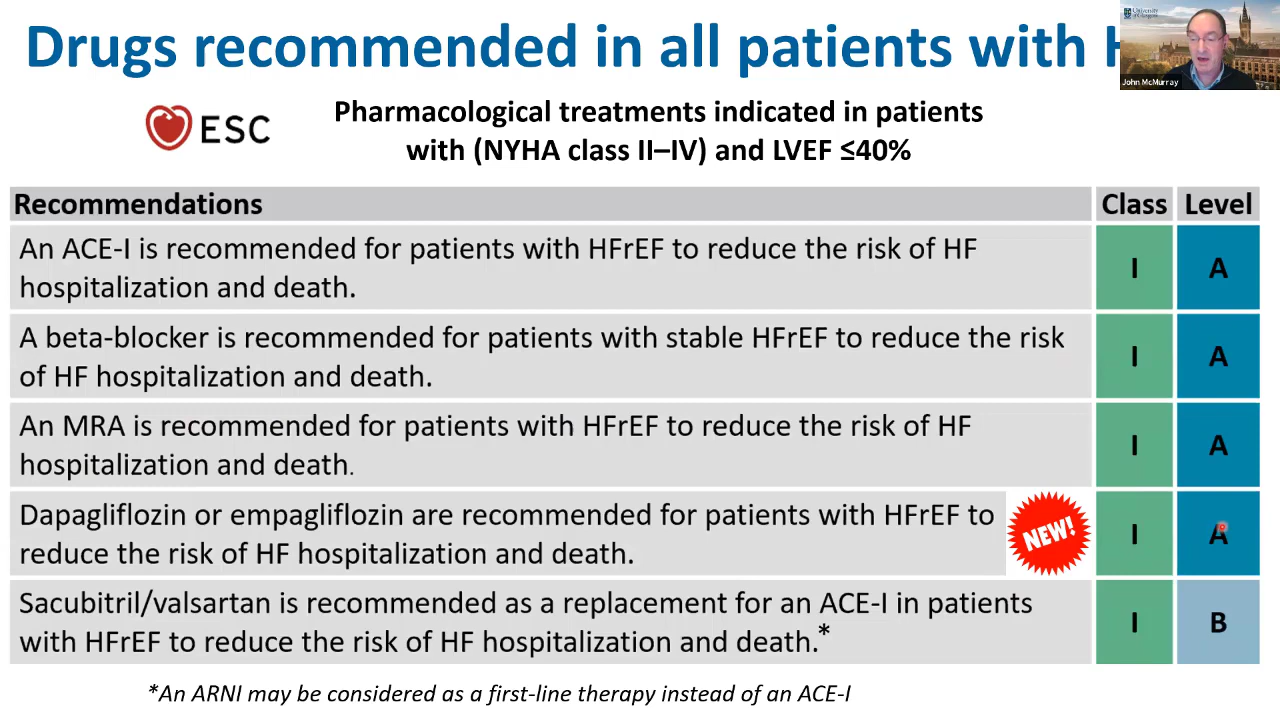 Drugs recommended in all patients with
University of Glasgow
John McMurray
ESC
Pharmacological treatments indicated in patients
with (NYHA class II–IV) and LVEF ≤40%
Recommendations Class Level
An ACE-I is recommended for patients with HFrEF to reduce the risk of HF
hospitalization and death.
I A
A beta-blocker is recommended for patients with stable HFrEF to reduce the risk
of HF hospitalization and death.
I A
An MRA is recommended for patients with HFrEF to reduce the risk of HF
hospitalization and death.
I A
Dapagliflozin or empagliflozin are recommended for patients with HFrEF to
reduce the risk of HF hospitalization and death.
NEW!
I A
Sacubitril/valsartan is recommended as a replacement for an ACE-I in patients
with HFrEF to reduce the risk of HF hospitalization and death.*
I B
*An ARNI may be considered as a first-line therapy instead of an ACE-I